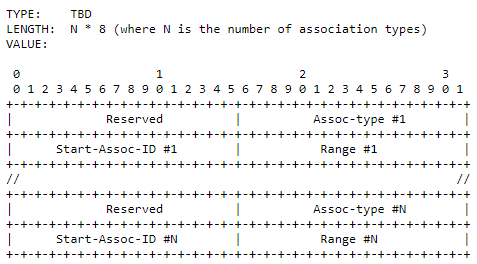 TYPE:    TBD
LENGTH:  N * 8 (where N is the number of association types)
VALUE:

 0                   1                   2                   3
 0 1 2 3 4 5 6 7 8 9 0 1 2 3 4 5 6 7 8 9 0 1 2 3 4 5 6 7 8 9 0 1
+-+-+-+-+-+-+-+-+-+-+-+-+-+-+-+-+-+-+-+-+-+-+-+-+-+-+-+-+-+-+-+-+
|             Reserved          |          Assoc-type #1        |
+-+-+-+-+-+-+-+-+-+-+-+-+-+-+-+-+-+-+-+-+-+-+-+-+-+-+-+-+-+-+-+-+
|      Start-Assoc-ID #1        |           Range #1            |
+-+-+-+-+-+-+-+-+-+-+-+-+-+-+-+-+-+-+-+-+-+-+-+-+-+-+-+-+-+-+-+-+
//                                                             //
+-+-+-+-+-+-+-+-+-+-+-+-+-+-+-+-+-+-+-+-+-+-+-+-+-+-+-+-+-+-+-+-+
|             Reserved          |          Assoc-type #N        |
+-+-+-+-+-+-+-+-+-+-+-+-+-+-+-+-+-+-+-+-+-+-+-+-+-+-+-+-+-+-+-+-+
|      Start-Assoc-ID #N        |           Range #N            |
+-+-+-+-+-+-+-+-+-+-+-+-+-+-+-+-+-+-+-+-+-+-+-+-+-+-+-+-+-+-+-+-+